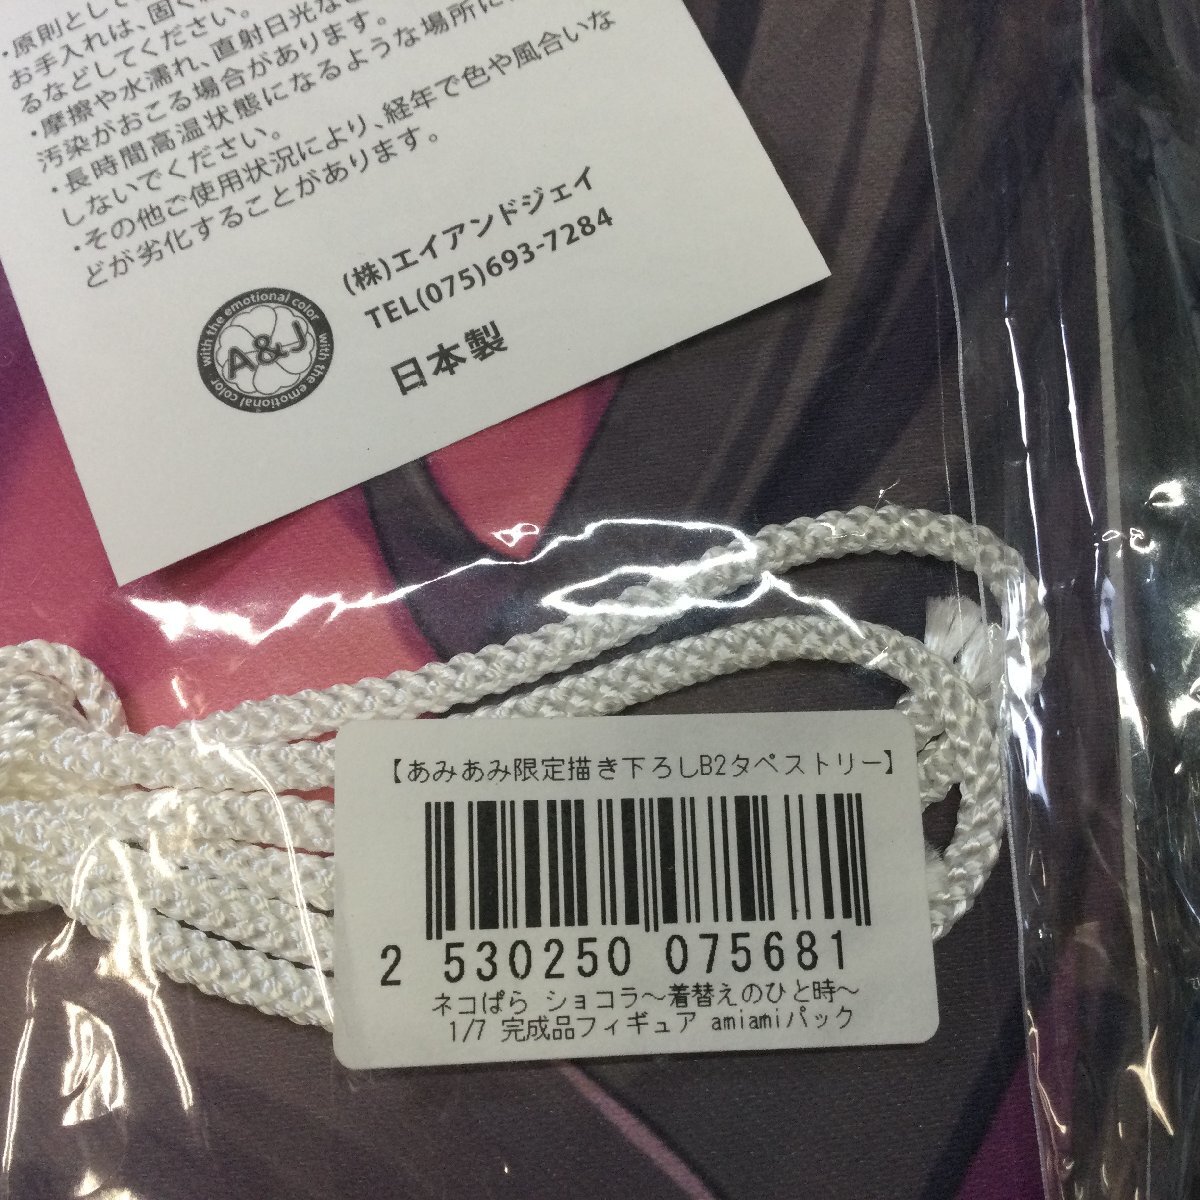 ・原則として
お手入れは、固く
るなどしてください。
・摩擦や水濡れ、直射日光など
汚染がおこる場合があります。
・長時間高温状態になるような場所に
しないでください。
・その他ご使用状況により、経年で色や風合いな
どが劣化することがあります。
(株)エイアンドジェイ
TEL(075)693-7284
日本製
with the emotional color
A&J
with the emotional color
【あみあみ限定描き下ろしB2タペストリー】
2 530250 075681
ネコぱら ショコラ～着替えのひと時～
1/7 完成品フィギュア amiamiパック